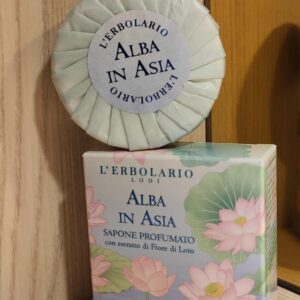 L'ERBOLARIO
ALBA
IN ASIA
L'ERBOLARIO
L'ERBOLARIO
LODI
ALBA
IN ASIA
SAPONE PROFUMATO
con estratto di Fiore di Loto